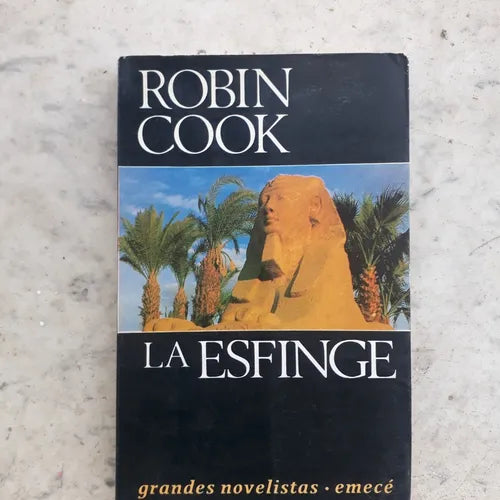 ROBIN
COOK
LA ESFINGE
grandes novelistas · emecé